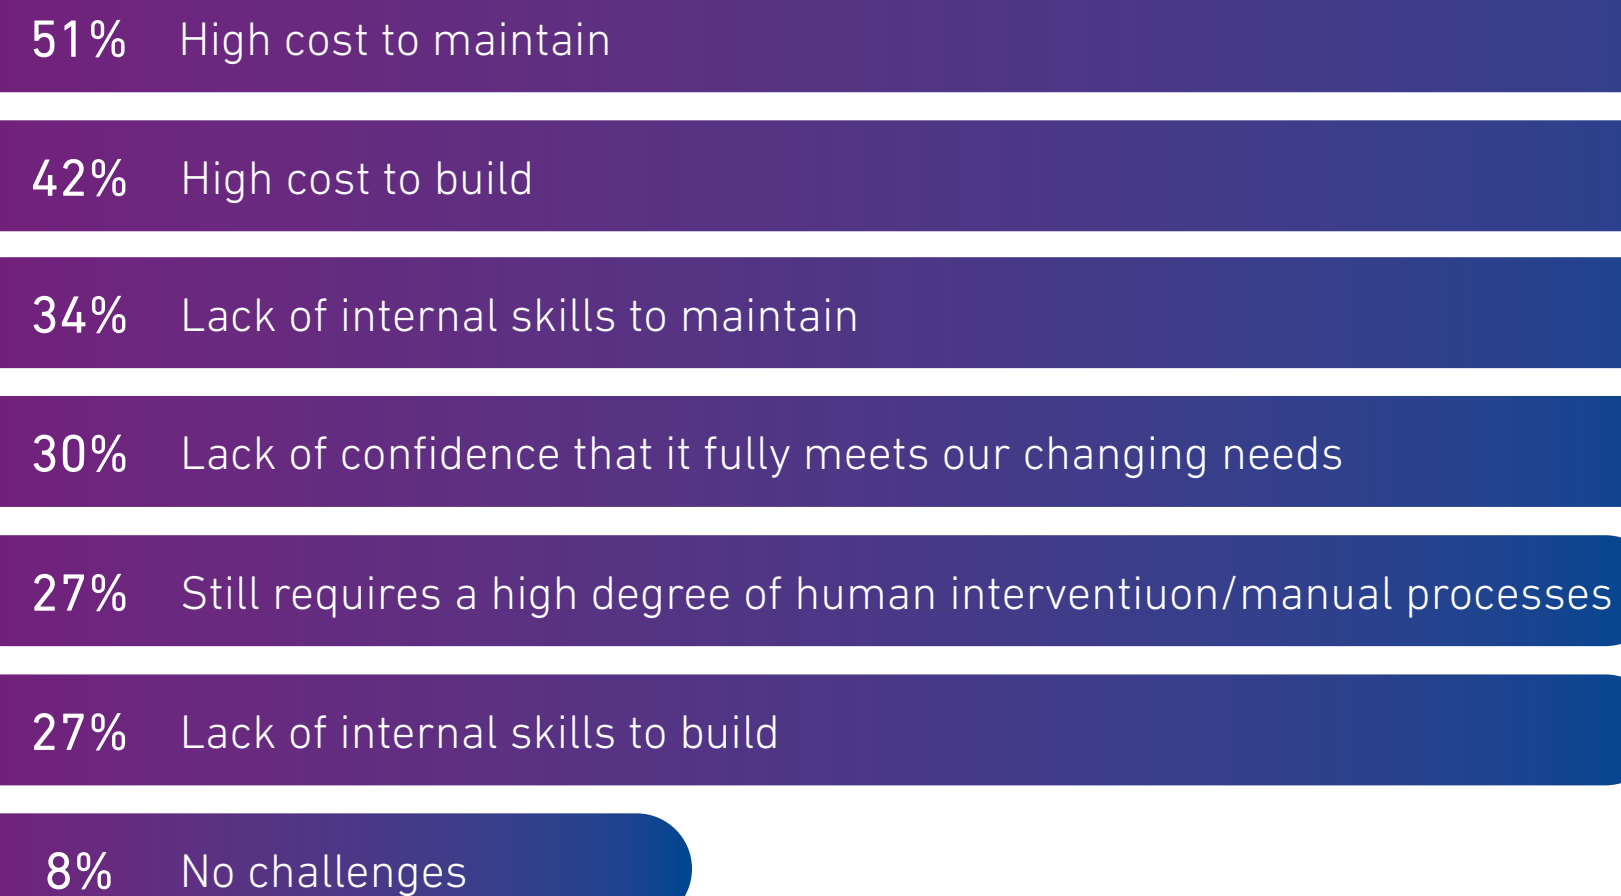 51% High cost to maintain
42% High cost to build
34% Lack of internal skills to maintain
30% Lack of confidence that it fully meets our changing needs
27% Still requires a high degree of human interventiuon/manual processes
27% Lack of internal skills to build
8% No challenges